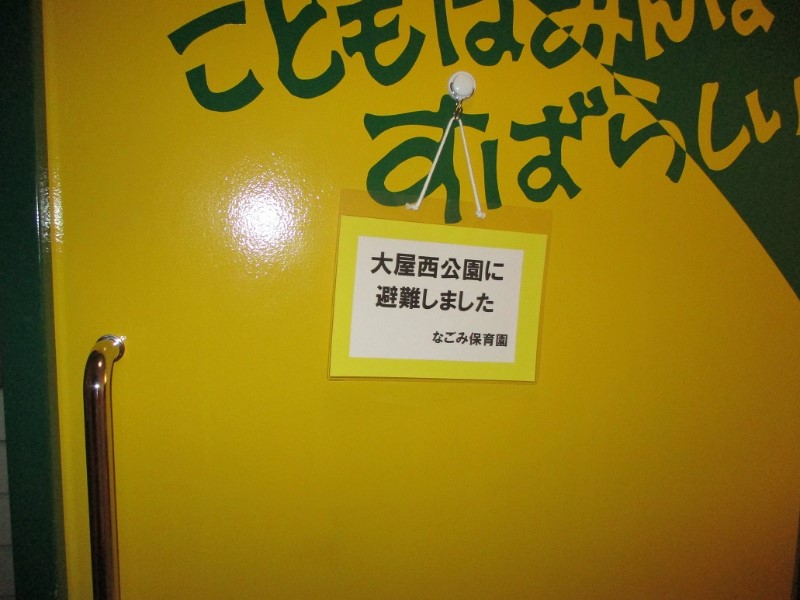 こどもはみんな
すばらしい
大屋西公園に
避難しました
なごみ保育園